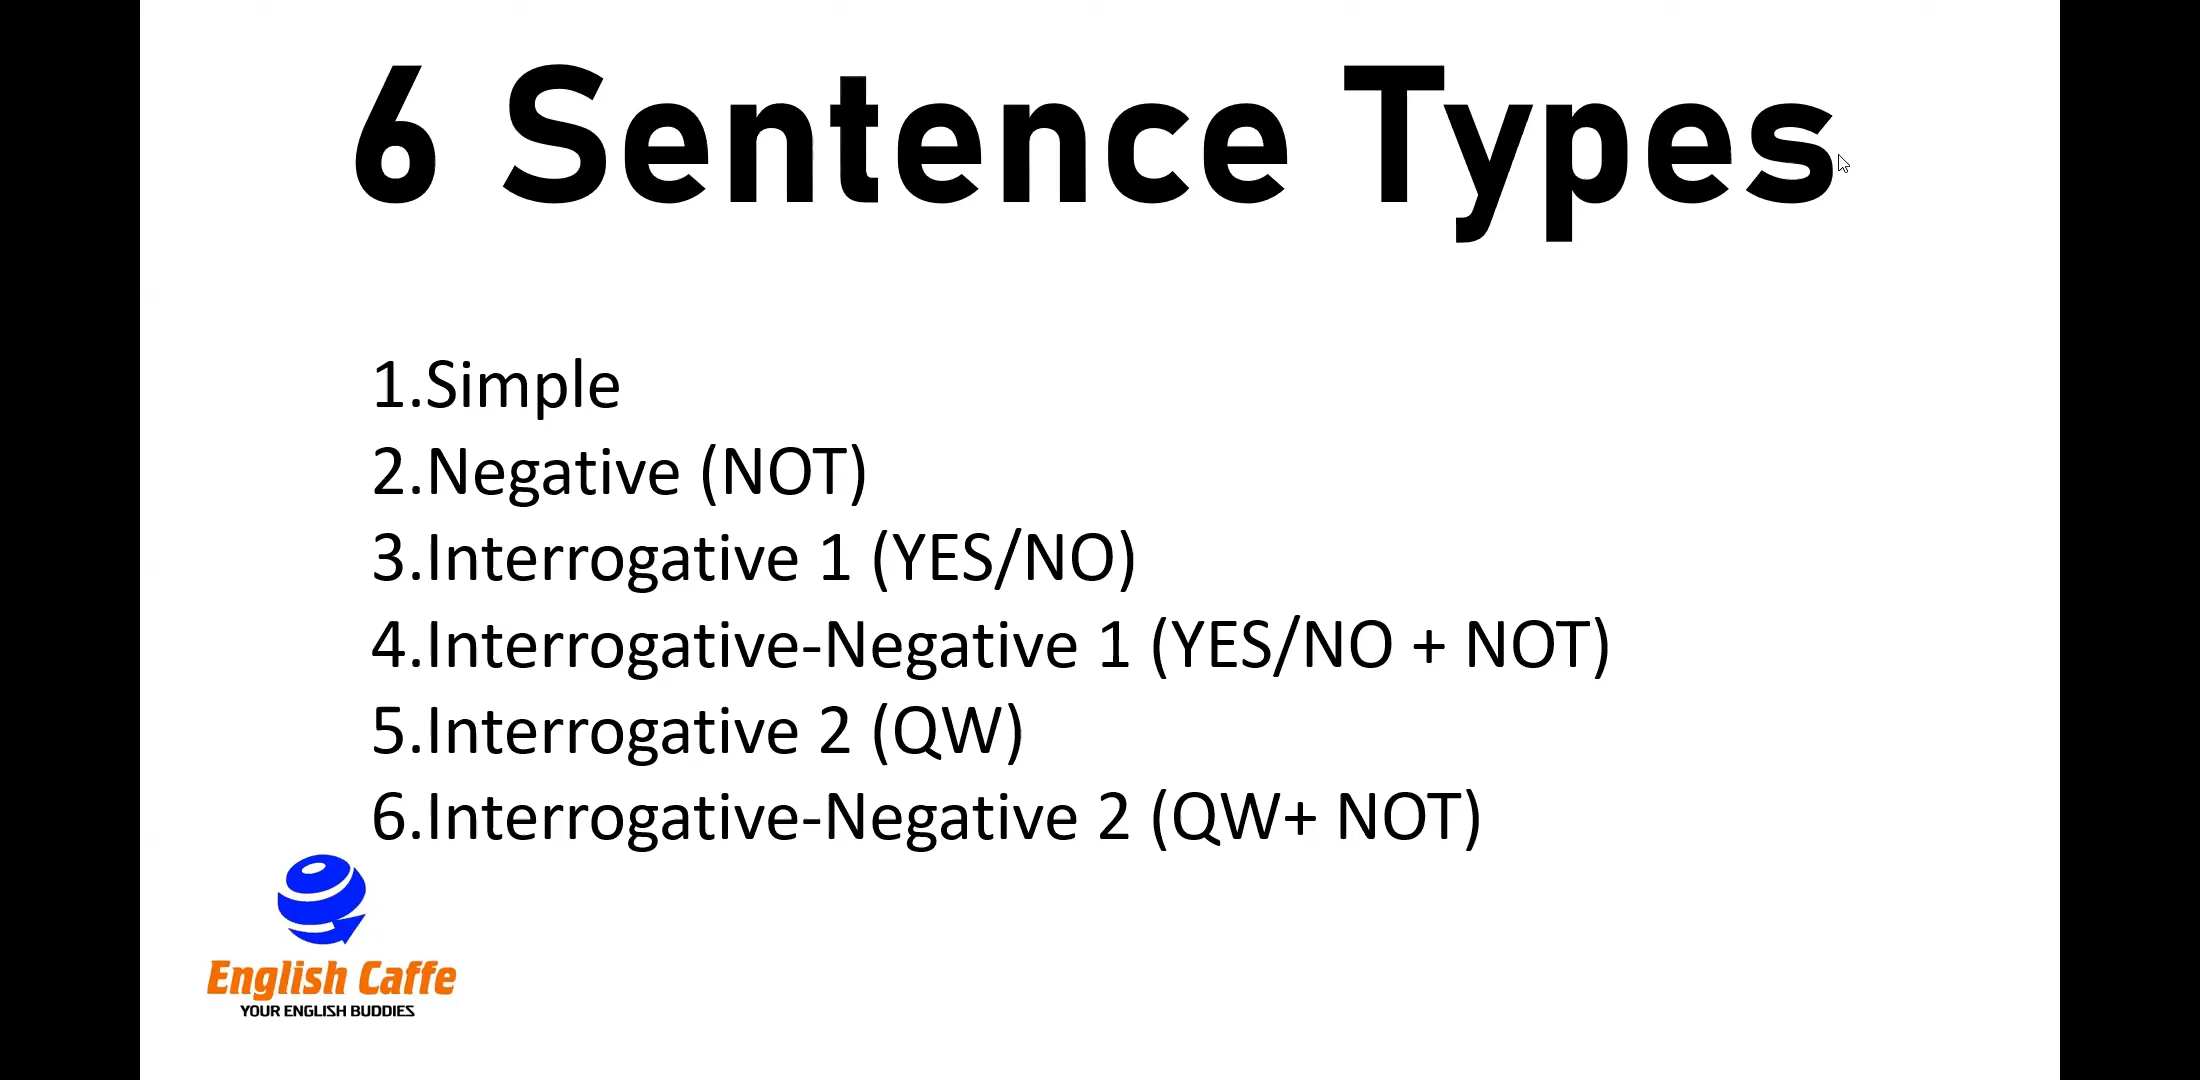 6 Sentence Types
1.Simple
2.Negative (NOT)
3.Interrogative 1 (YES/NO)
4.Interrogative-Negative 1 (YES/NO + NOT)
5.Interrogative 2 (QW)
6.Interrogative-Negative 2 (QW+ NOT)
English Caffe
YOUR ENGLISH BUDDIES